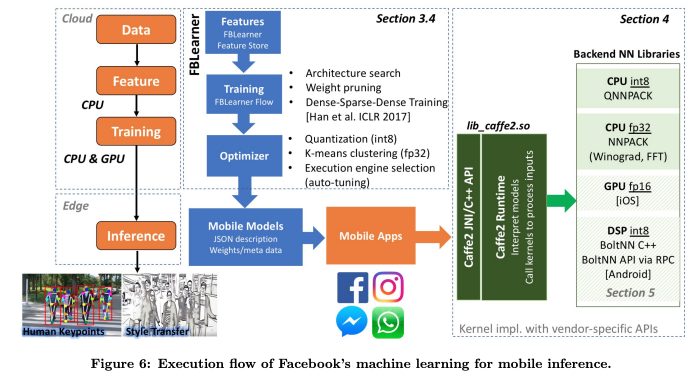 Cloud
Data
Feature
CPU
Training
CPU & GPU
Edge
Inference
Human Keypoints
Style Transfer
FBLearner
Section 3.4
Features
FBLearner
Feature Store
Training
FBLearner Flow
• Architecture search
• Weight pruning
• Dense-Sparse-Dense Training
[Han et al. ICLR 2017]
Optimizer
• Quantization (int8)
• K-means clustering (fp32)
• Execution engine selection
(auto-tuning)
Mobile Models
JSON description
Weights/meta data
Mobile Apps
Section 4
lib_caffe2.so
Caffe2 JNI/C++ API
Caffe2 Runtime
Interpret models
Call kernels to process inputs
Backend NN Libraries
CPU int8
QNNPACK
CPU fp32
NNPACK
(Winograd, FFT)
GPU fp16
[iOS]
DSP int8
BoltNN C++
BoltNN API via RPC
[Android]
Section 5
Kernel impl. with vendor-specific APIs
Figure 6: Execution flow of Facebook's machine learning for mobile inference.